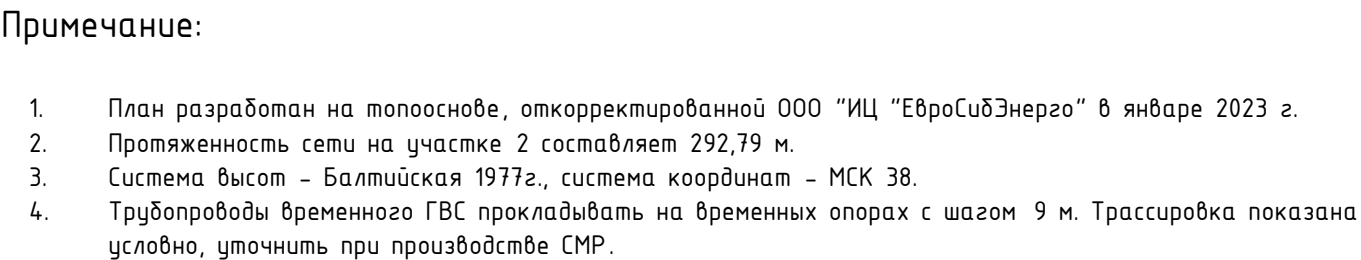 Примечание:
1. План разработан на топооснове, откорректированной ООО "ИЦ "ЕвроСибЭнерго" в январе 2023 г.
2. Протяженность сети на участке 2 составляет 292,79 м.
3. Система высот - Балтийская 1977г., система координат - МСК 38.
4. Трубопроводы временного ГВС прокладывать на временных опорах с шагом 9 м. Трассировка показана
условно, уточнить при производстве СМР.